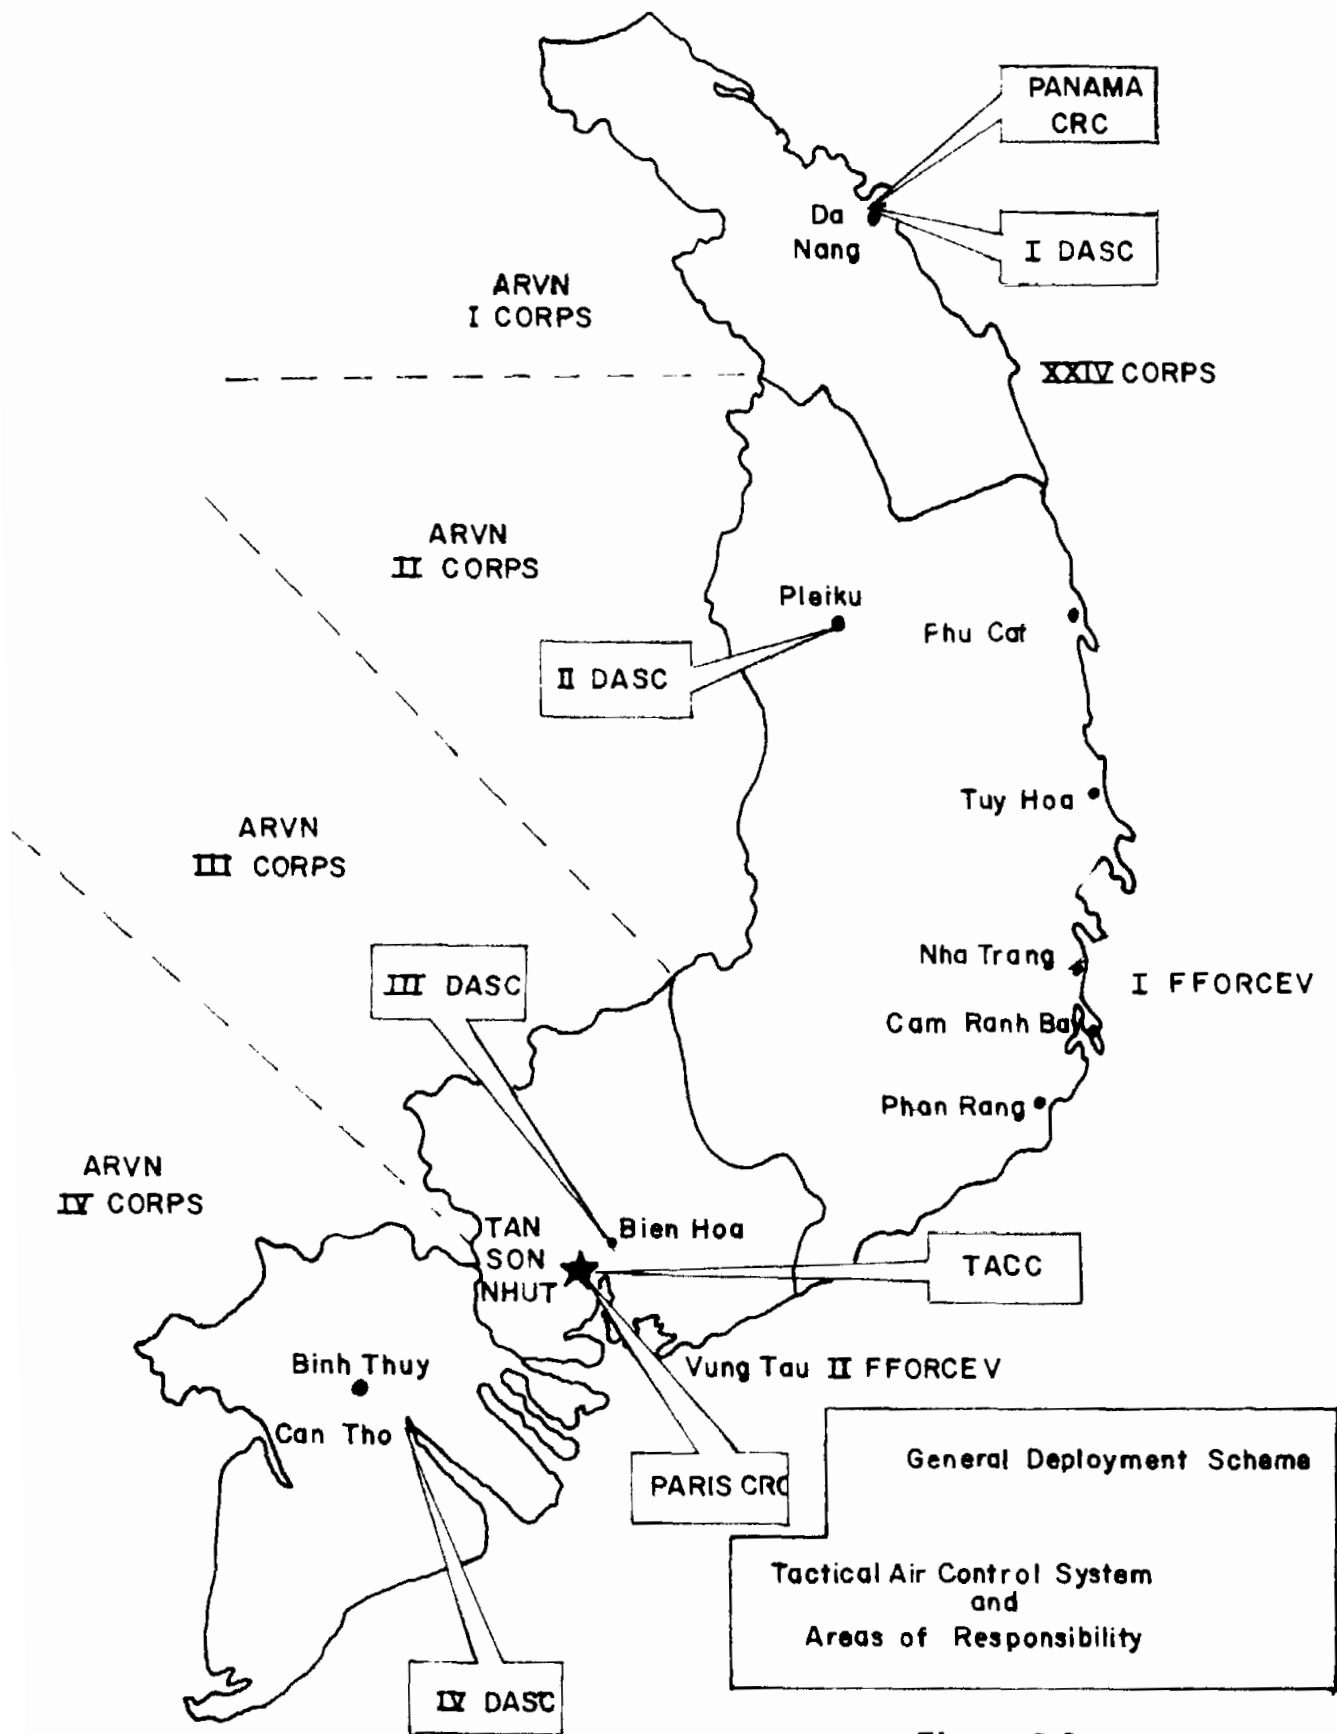 PANAMA
CRC
Da
Nang
I DASC
ARVN
I CORPS
XXIV CORPS
ARVN
II CORPS
Pleiku
Fhu Cat
II DASC
Tuy Hoa
ARVN
III CORPS
Nha Trang
I FFORCEV
III DASC
Cam Ranh Bay
Phan Rang
ARVN
IV CORPS
TAN
SON
NHUT
Bien Hoa
TACC
Binh Thuy
Vung Tau II FFORCEV
Can Tho
PARIS CRC
General Deployment Scheme
Tactical Air Control System
and
Areas of Responsibility
IV DASC